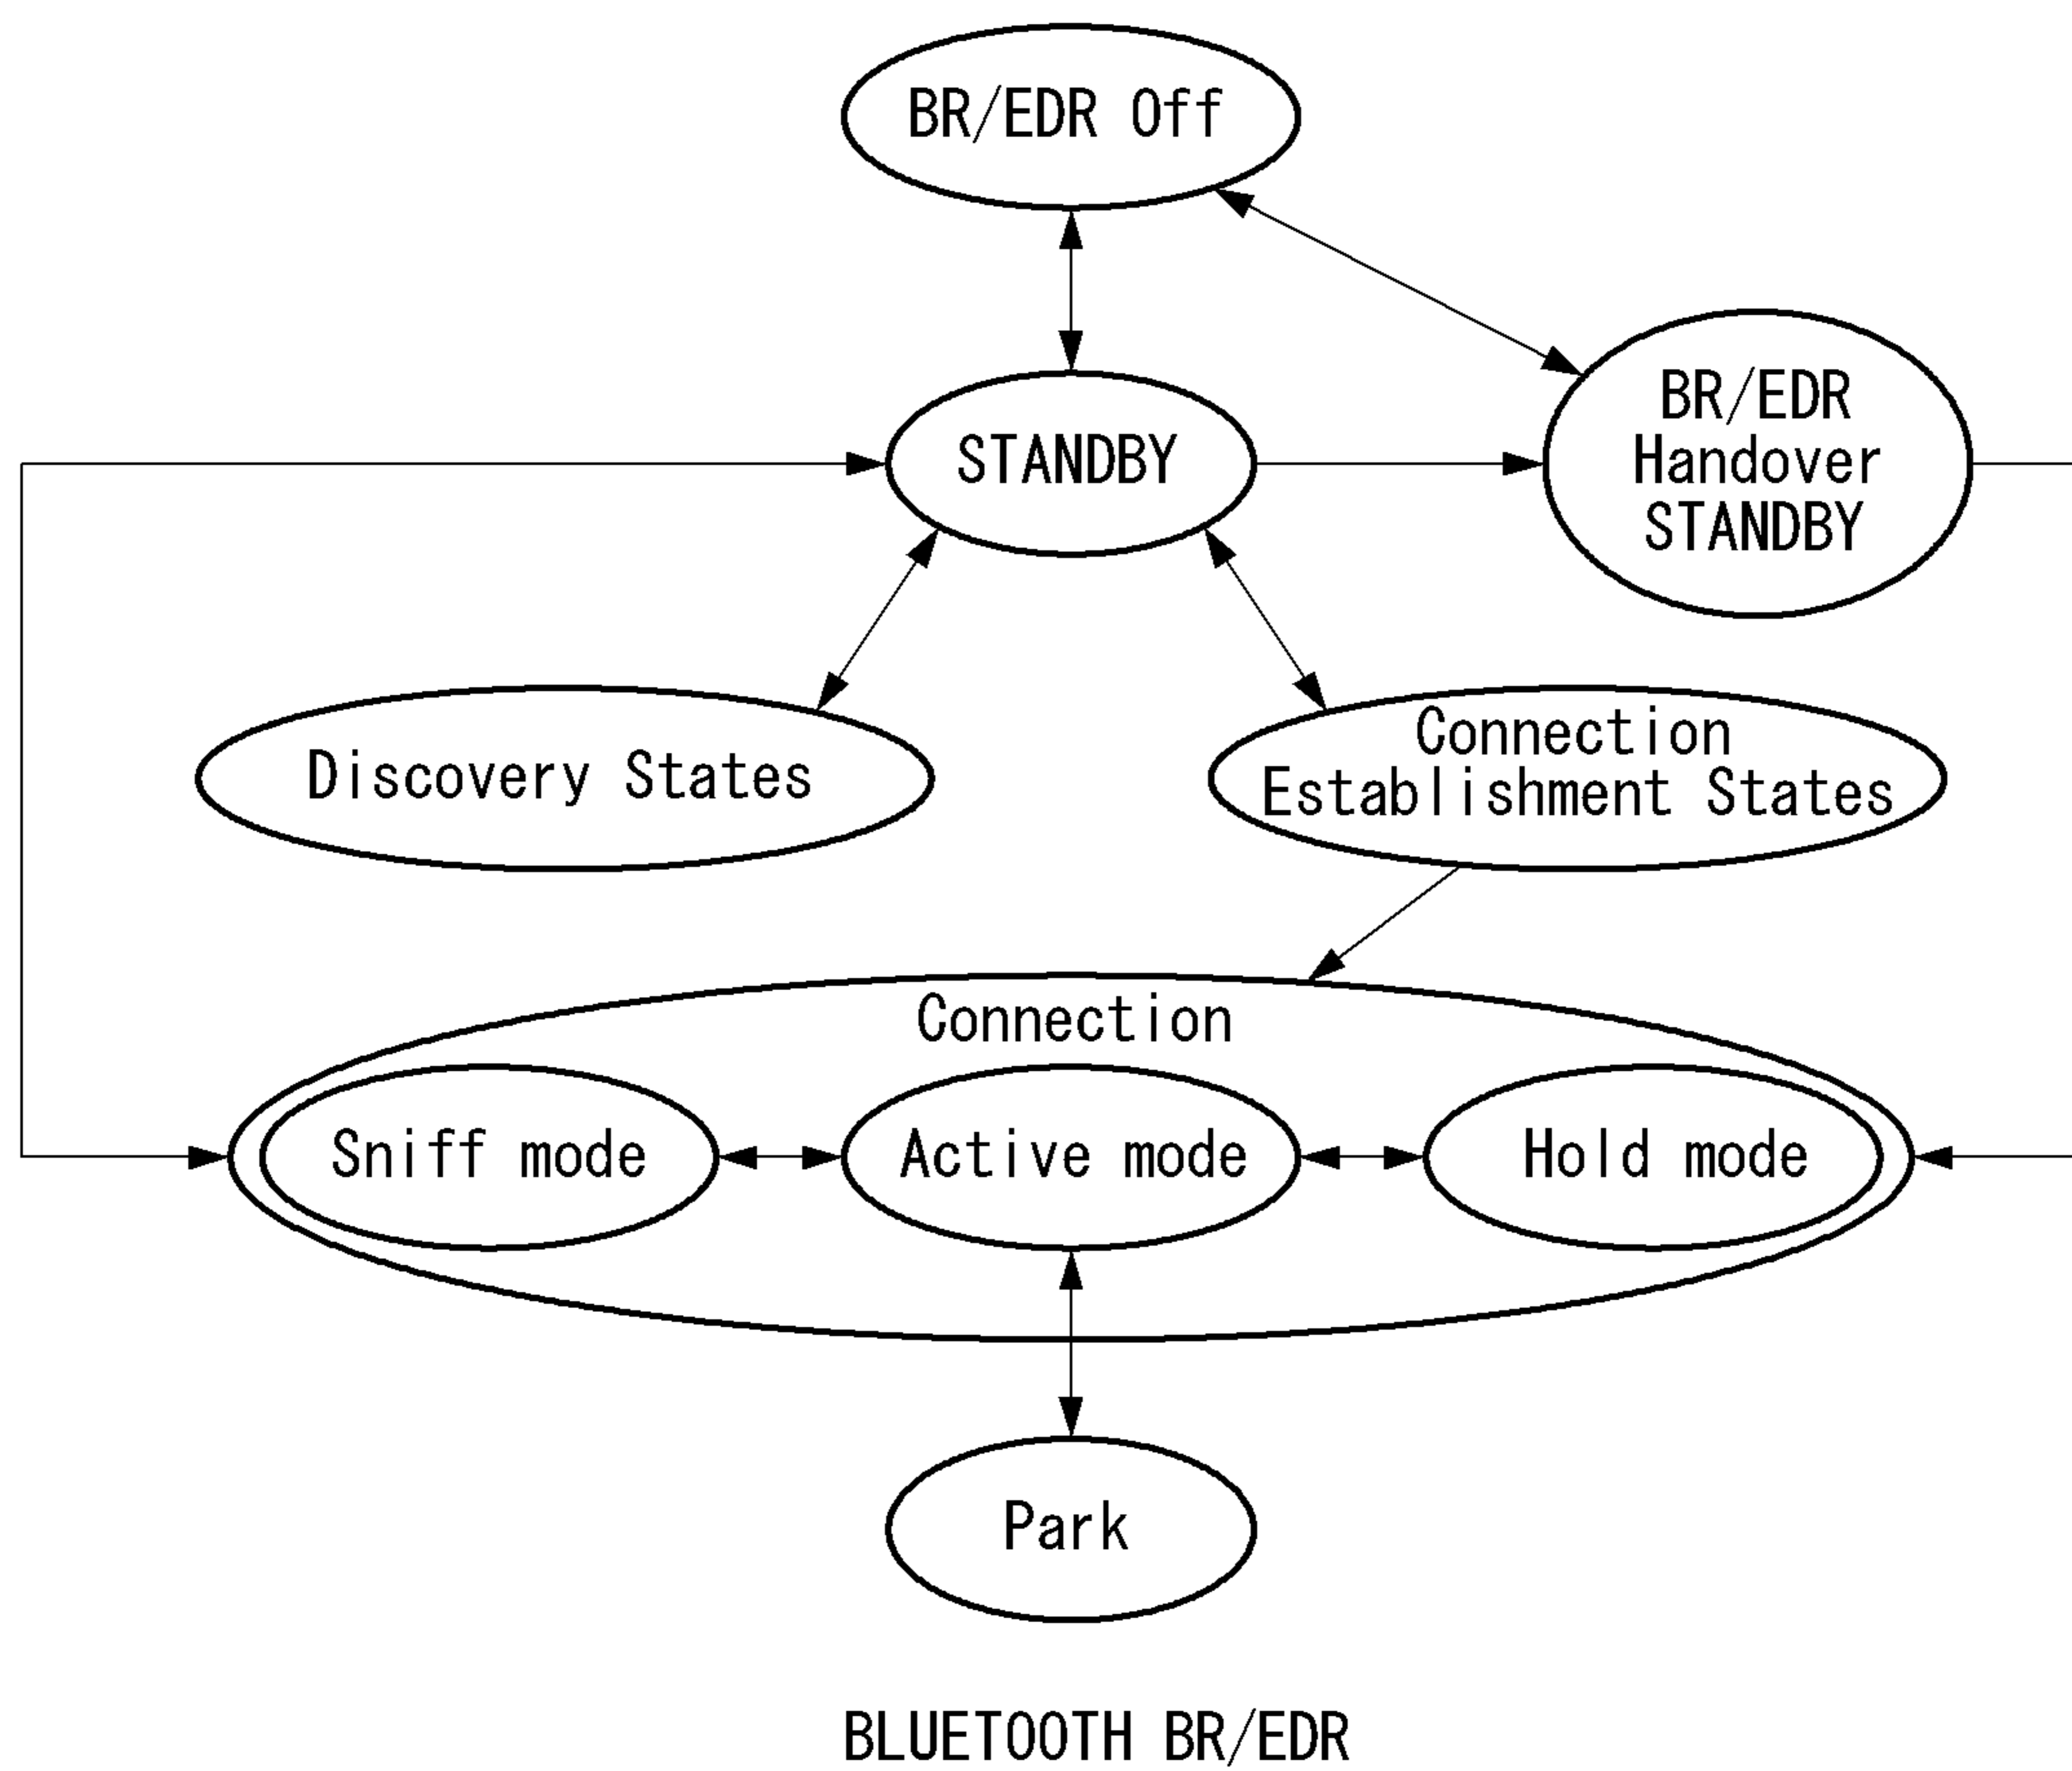 BR/EDR Off
STANDBY
BR/EDR
Handover
STANDBY
Discovery States
Connection
Establishment States
Connection
Sniff mode
Active mode
Hold mode
Park
BLUETOOTH BR/EDR